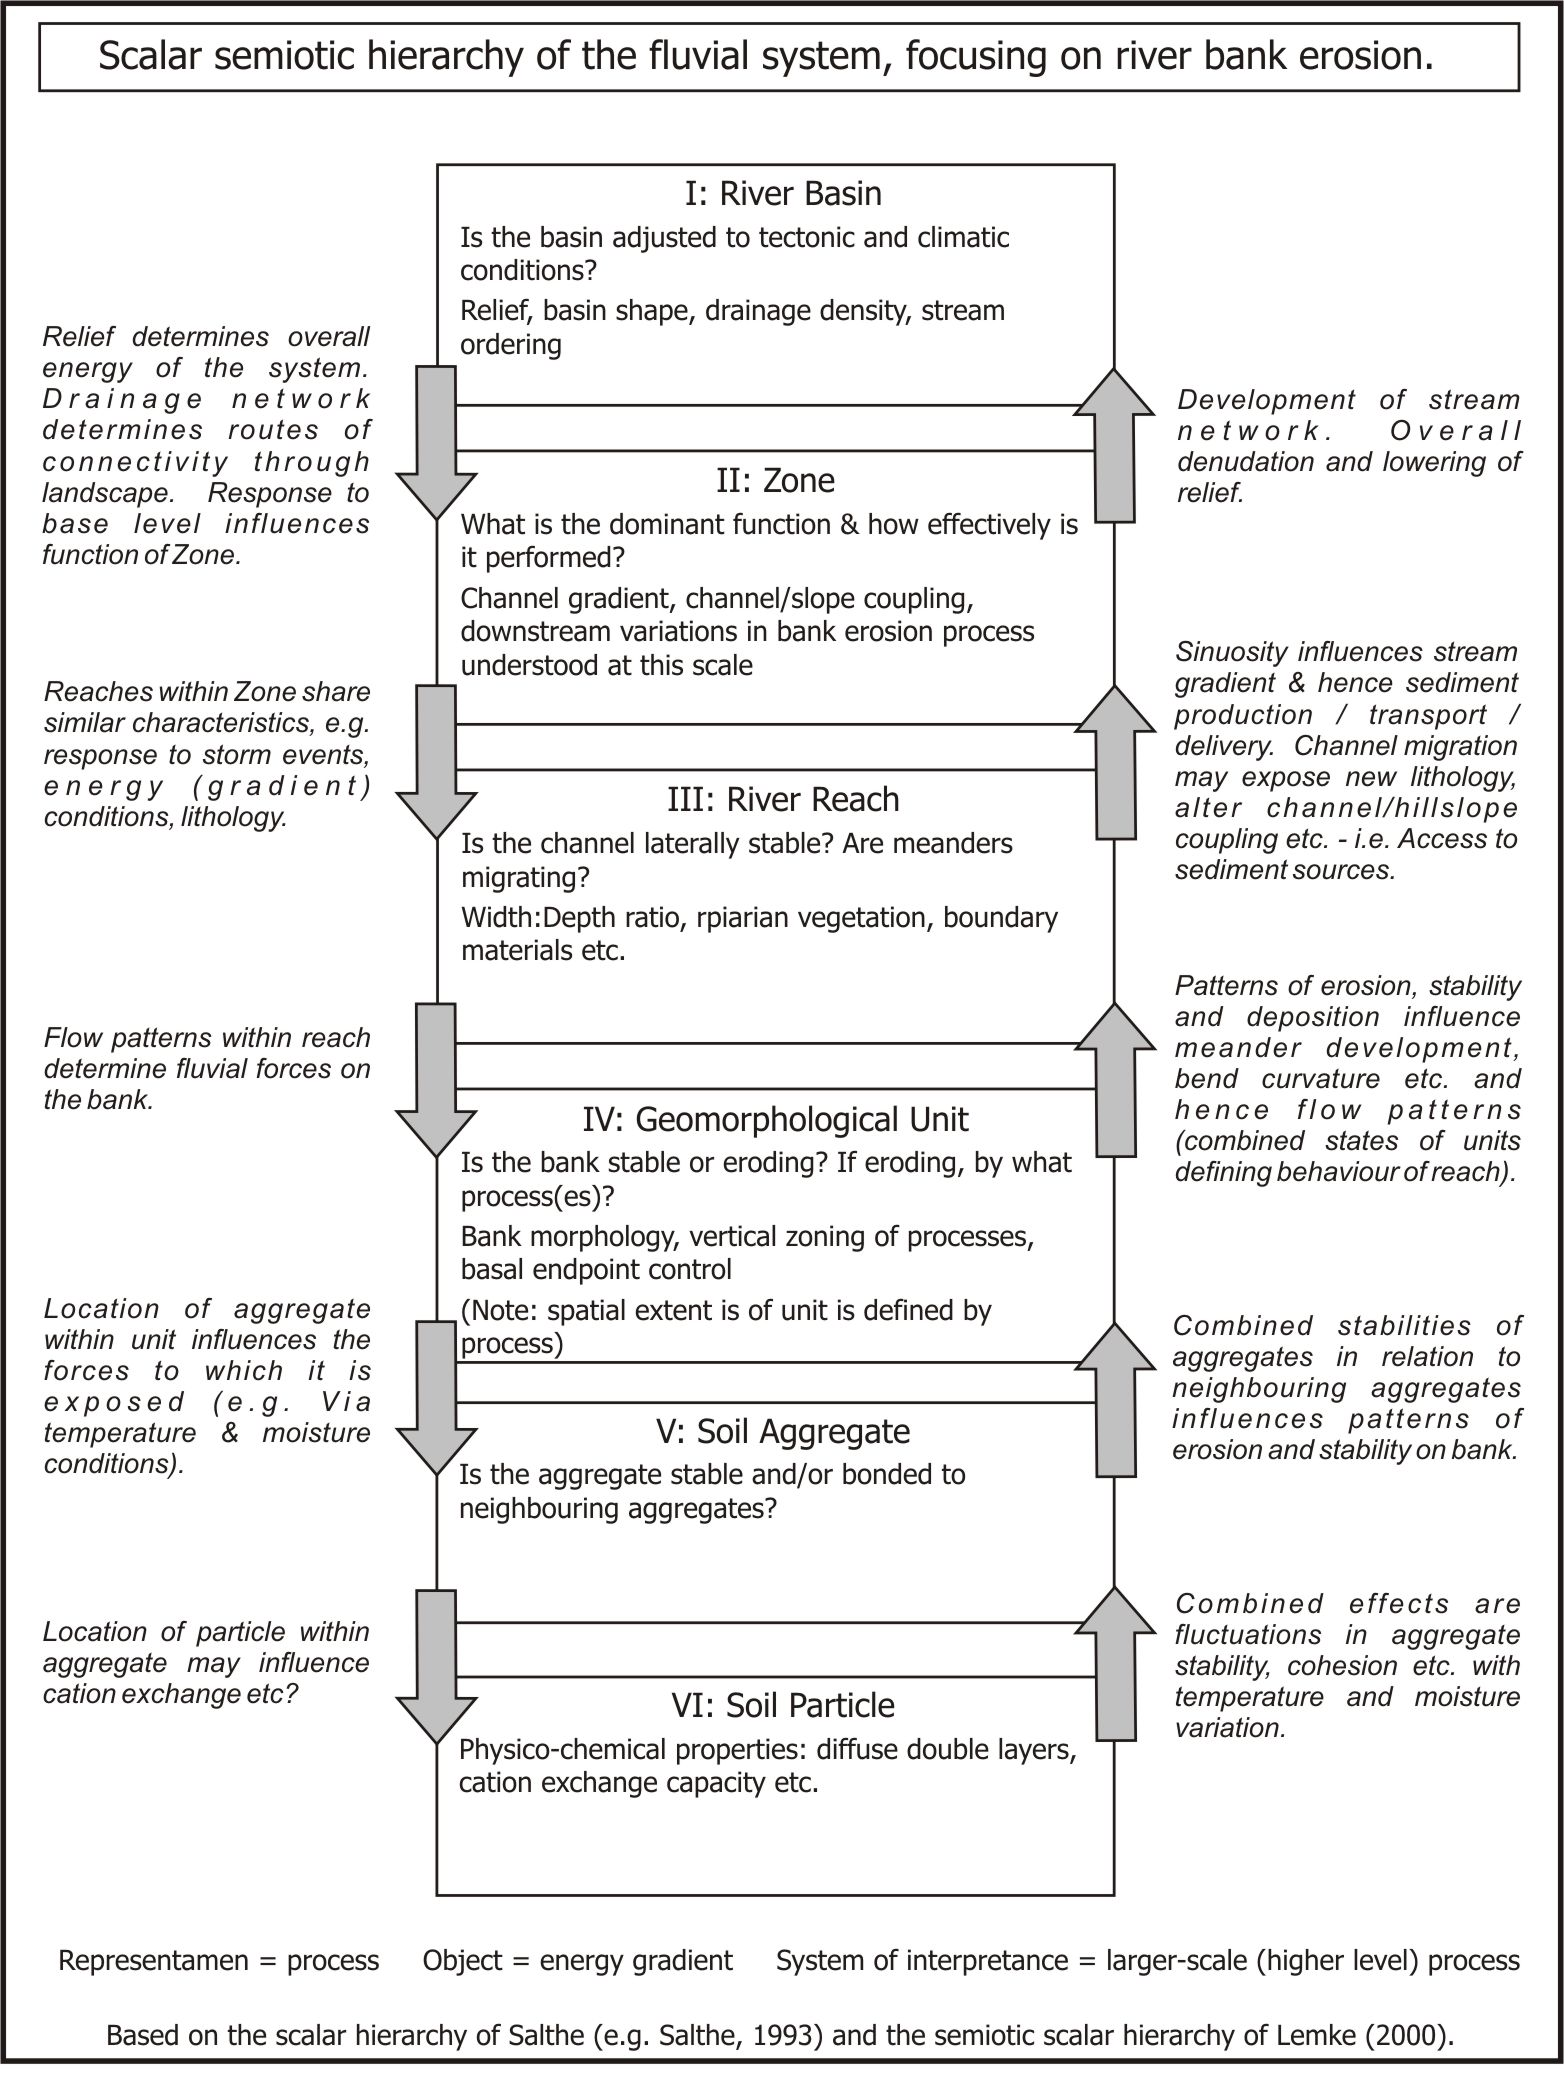 Scalar semiotic hierarchy of the fluvial system, focusing on river bank erosion.
I: River Basin
Is the basin adjusted to tectonic and climatic
conditions?
Relief, basin shape, drainage density, stream
ordering
Relief determines overall
energy of the system.
Drainage network
determines routes of
connectivity through
landscape. Response to
base level influences
function of Zone.
Development of stream
network. Overall
denudation and lowering of
relief.
II: Zone
What is the dominant function & how effectively is
it performed?
Channel gradient, channel/slope coupling,
downstream variations in bank erosion process
understood at this scale
Reaches within Zone share
similar characteristics, e.g.
response to storm events,
energy (gradient)
conditions, lithology.
Sinuosity influences stream
gradient & hence sediment
production / transport /
delivery. Channel migration
may expose new lithology,
alter channel/hillslope
coupling etc. - i.e. Access to
sediment sources.
III: River Reach
Is the channel laterally stable? Are meanders
migrating?
Width:Depth ratio, rpiarian vegetation, boundary
materials etc.
Flow patterns within reach
determine fluvial forces on
the bank.
Patterns of erosion, stability
and deposition influence
meander development,
bend curvature etc. and
hence flow patterns
(combined states of units
defining behaviour of reach).
IV: Geomorphological Unit
Is the bank stable or eroding? If eroding, by what
process(es)?
Bank morphology, vertical zoning of processes,
basal endpoint control
(Note: spatial extent is of unit is defined by
process)
Location of aggregate
within unit influences the
forces to which it is
exposed (e.g. Via
temperature & moisture
conditions).
Combined stabilities of
aggregates in relation to
neighbouring aggregates
influences patterns of
erosion and stability on bank.
V: Soil Aggregate
Is the aggregate stable and/or bonded to
neighbouring aggregates?
Location of particle within
aggregate may influence
cation exchange etc?
Combined effects are
fluctuations in aggregate
stability, cohesion etc. with
temperature and moisture
variation.
VI: Soil Particle
Physico-chemical properties: diffuse double layers,
cation exchange capacity etc.
Representamen = process Object = energy gradient System of interpretance = larger-scale (higher level) process
Based on the scalar hierarchy of Salthe (e.g. Salthe, 1993) and the semiotic scalar hierarchy of Lemke (2000).